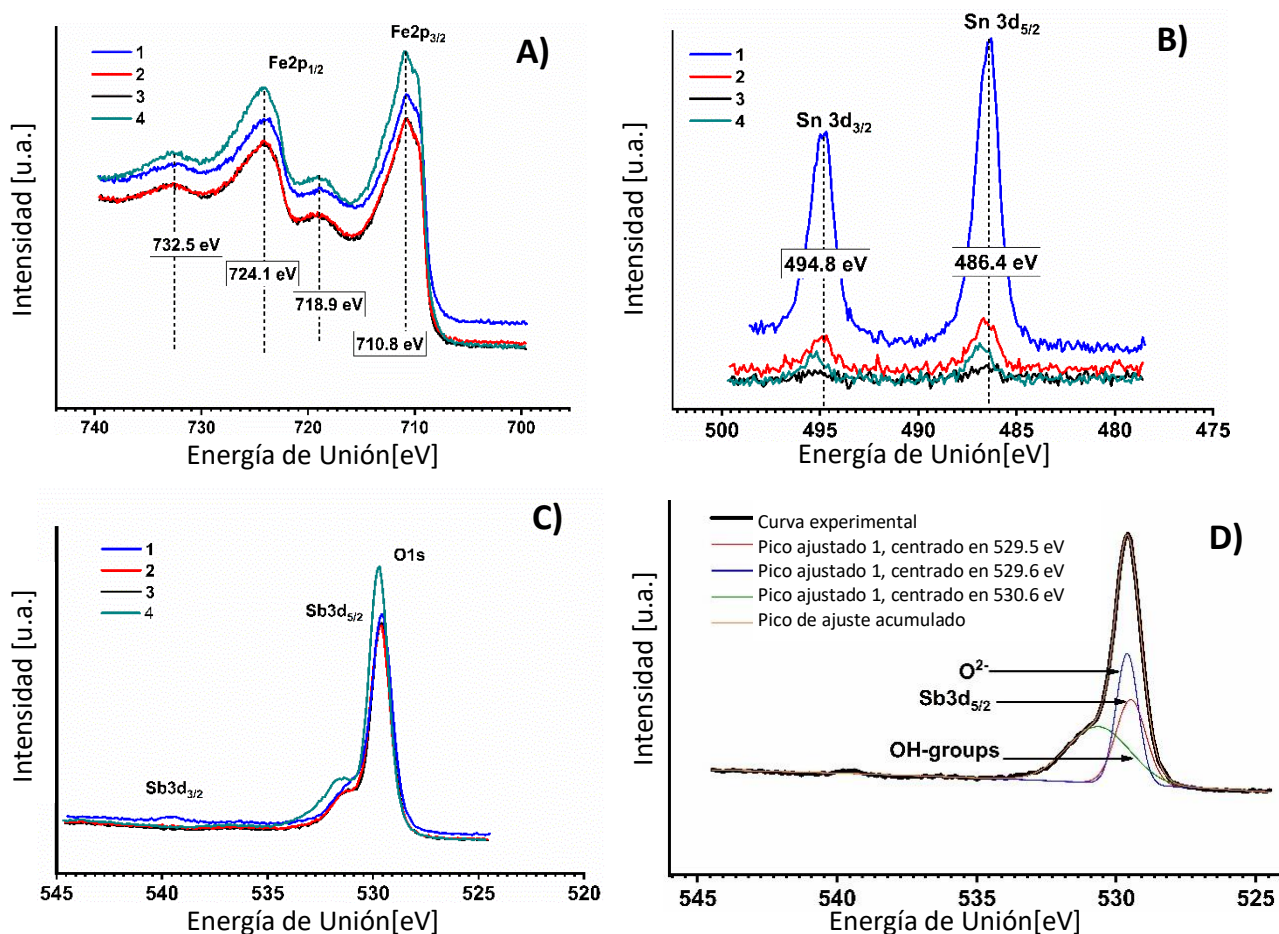 A)
Fe2p3/2
Fe2p1/2
1
2
3
4
732.5 eV
724.1 eV
718.9 eV
710.8 eV
Intensidad [u.a.]
740 730 720 710 700
Energía de Unión[eV]
B)
Sn 3d5/2
Sn 3d3/2
1
2
3
4
494.8 eV
486.4 eV
Intensidad [u.a.]
500 495 490 485 480 475
Energía de Unión[eV]
C)
O1s
Sb3d5/2
Sb3d3/2
1
2
3
4
Intensidad [u.a.]
545 540 535 530 525 520
Energía de Unión[eV]
D)
Curva experimental
Pico ajustado 1, centrado en 529.5 eV
Pico ajustado 1, centrado en 529.6 eV
Pico ajustado 1, centrado en 530.6 eV
Pico de ajuste acumulado
O2-
Sb3d5/2
OH-groups
Intensidad [u.a.]
545 540 535 530 525
Energía de Unión[eV]